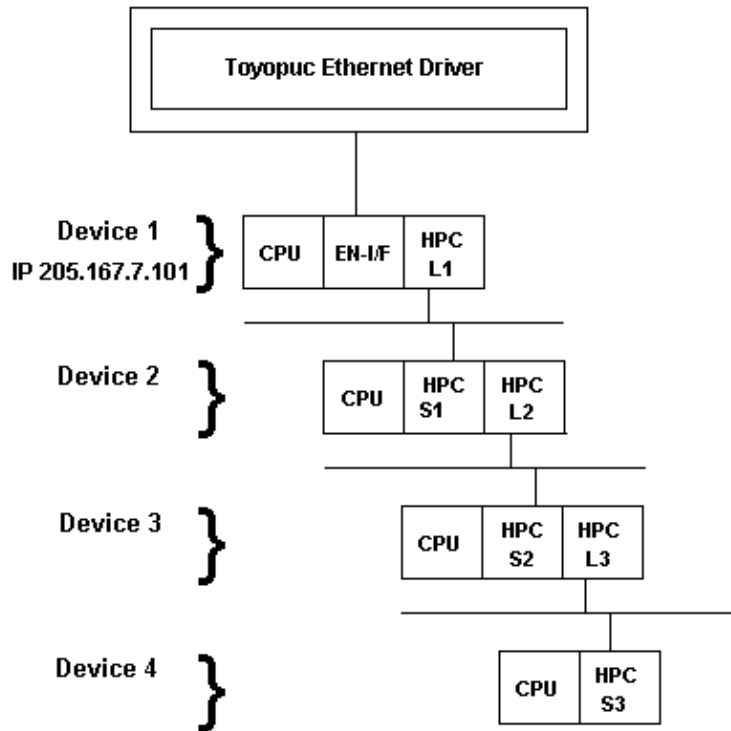 Toyopuc Ethernet Driver
Device 1
IP 205.167.7.101
CPU
EN-I/F
HPC
L1
Device 2
CPU
HPC
S1
HPC
L2
Device 3
CPU
HPC
S2
HPC
L3
Device 4
CPU
HPC
S3